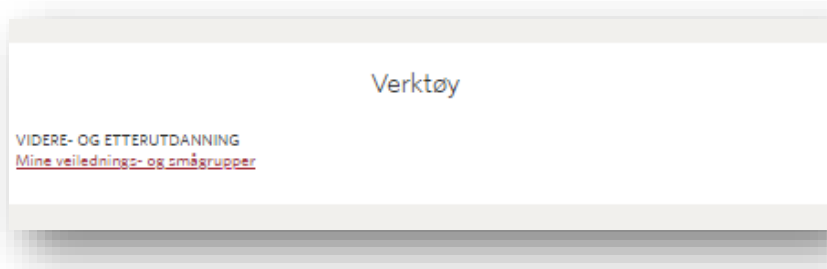 Verktøy
VIDERE- OG ETTERUTDANNING
Mine veilednings- og smågrupper